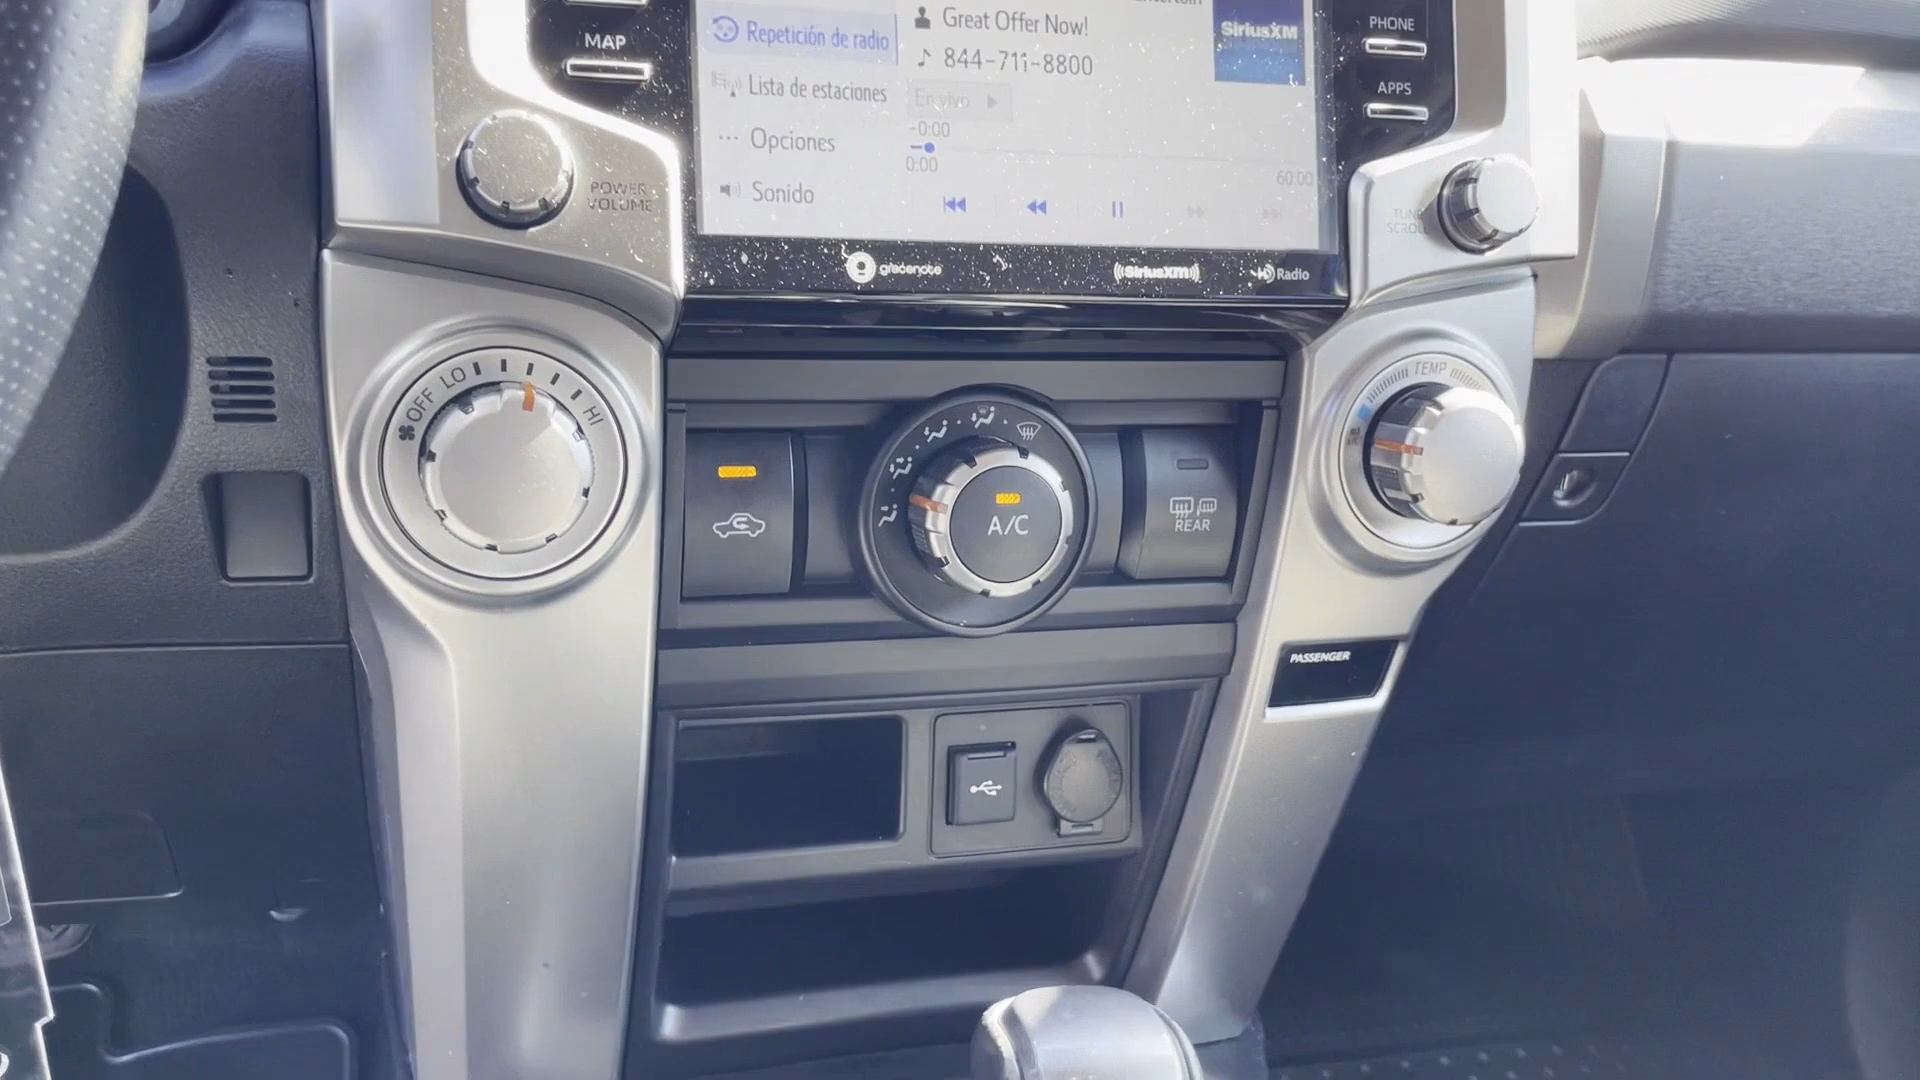 MAP
POWER
VOLUME
Repetición de radio
Lista de estaciones
Opciones
Sonido
Great Offer Now!
844-711-8800
En vivo
-0:00
0:00
60:00
SiriusXM
PHONE
APPS
TUNE
SCROLL
gracenote
SiriusXM
HD Radio
OFF
LO
HI
A/C
REAR
TEMP
PASSENGER